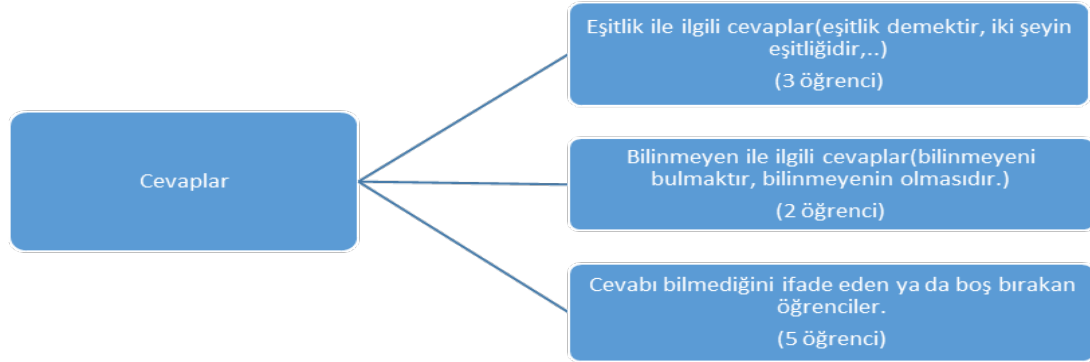 Cevaplar
Eşitlik ile ilgili cevaplar(eşitlik demektir, iki şeyin
eşitliğidir,..)
(3 öğrenci)
Bilinmeyen ile ilgili cevaplar(bilinmeyeni
bulmaktır, bilinmeyenin olmasıdır.)
(2 öğrenci)
Cevabı bilmediğini ifade eden ya da boş bırakan
öğrenciler.
(5 öğrenci)